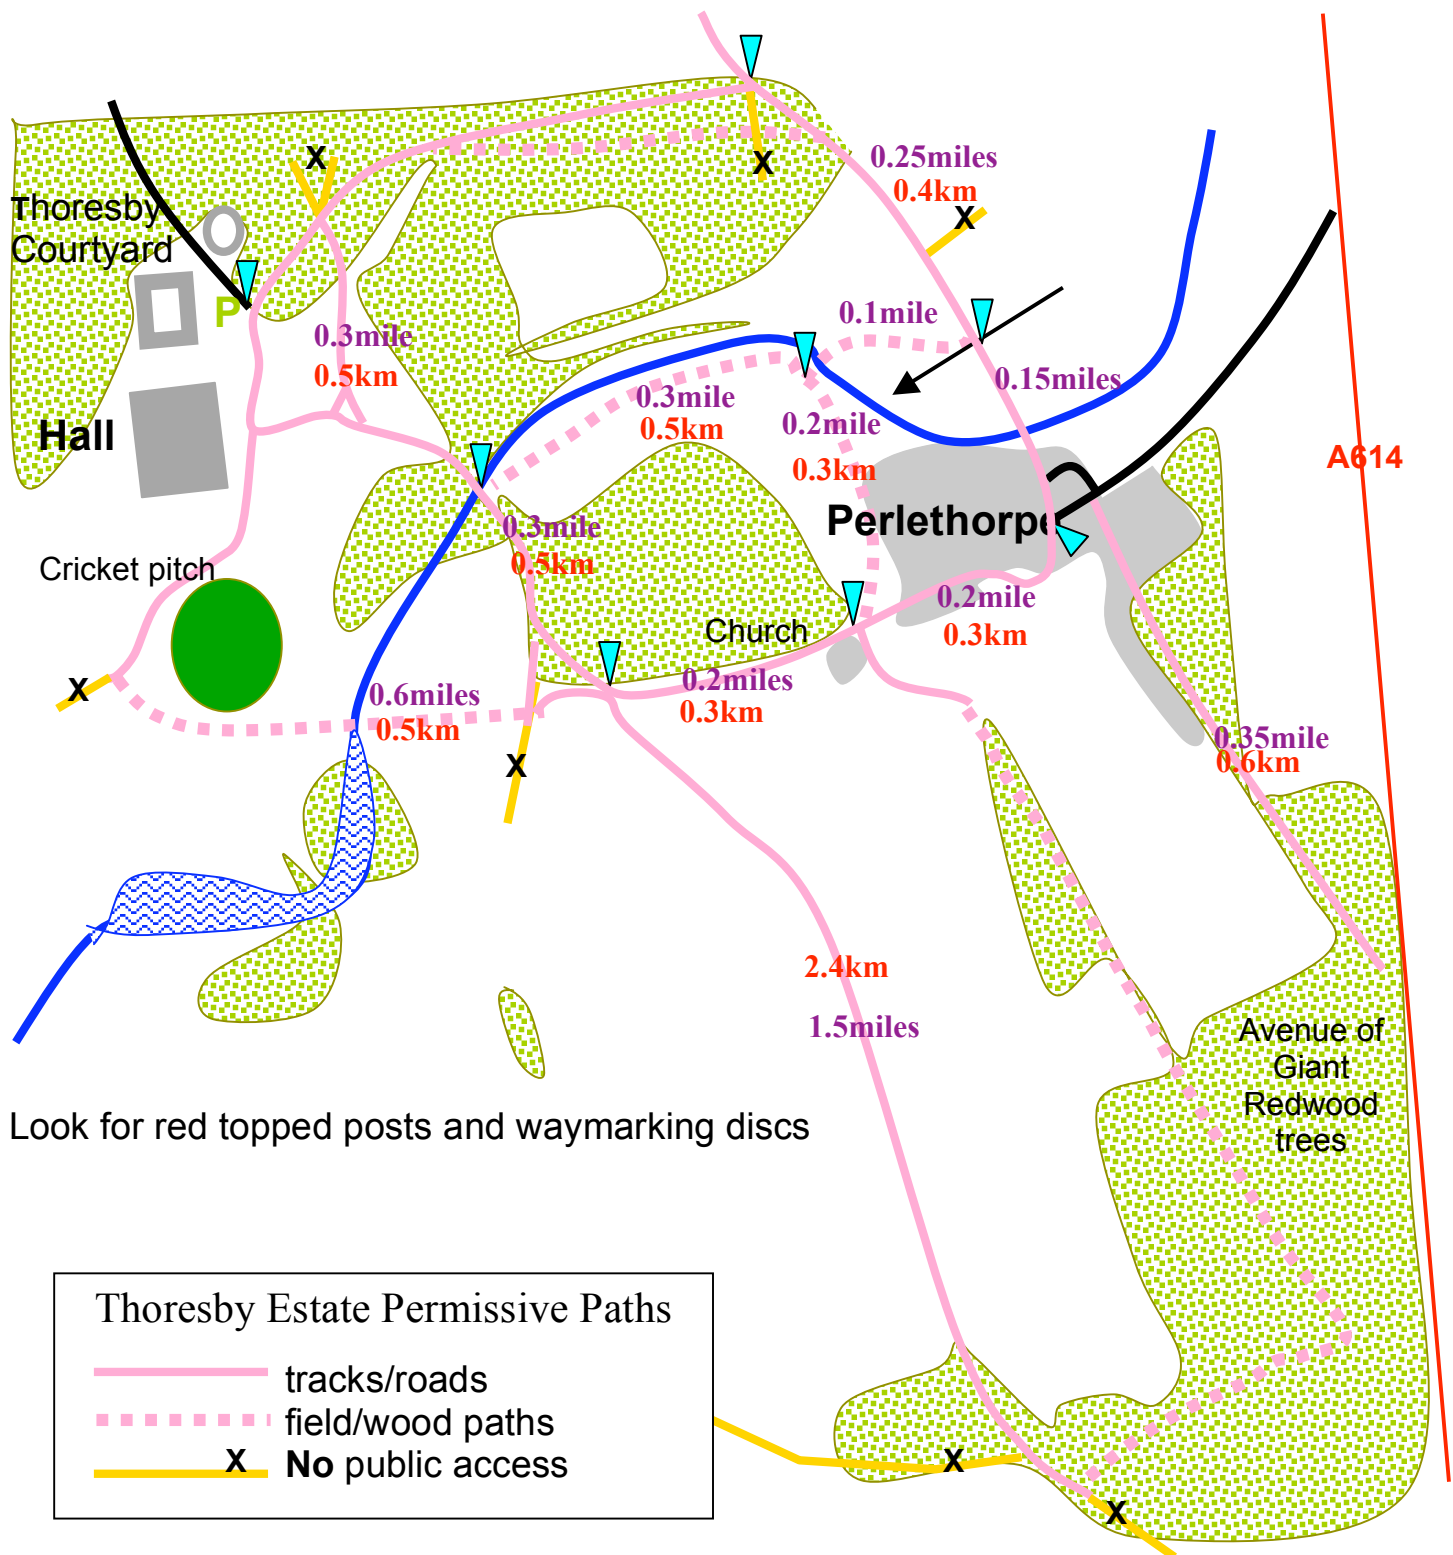 X
X
0.25miles
0.4km
X
Thoresby
Courtyard
P
0.1mile
0.3mile
0.5km
0.15miles
0.3mile
0.5km
0.2mile
0.3km
Hall
A614
Perlethorpe
0.3mile
0.5km
Cricket pitch
0.2mile
0.3km
Church
X
0.6miles
0.5km
0.2miles
0.3km
X
0.35mile
0.6km
2.4km
1.5miles
Avenue of
Giant
Redwood
trees
Look for red topped posts and waymarking discs
Thoresby Estate Permissive Paths
tracks/roads
field/wood paths
X No public access
X
X